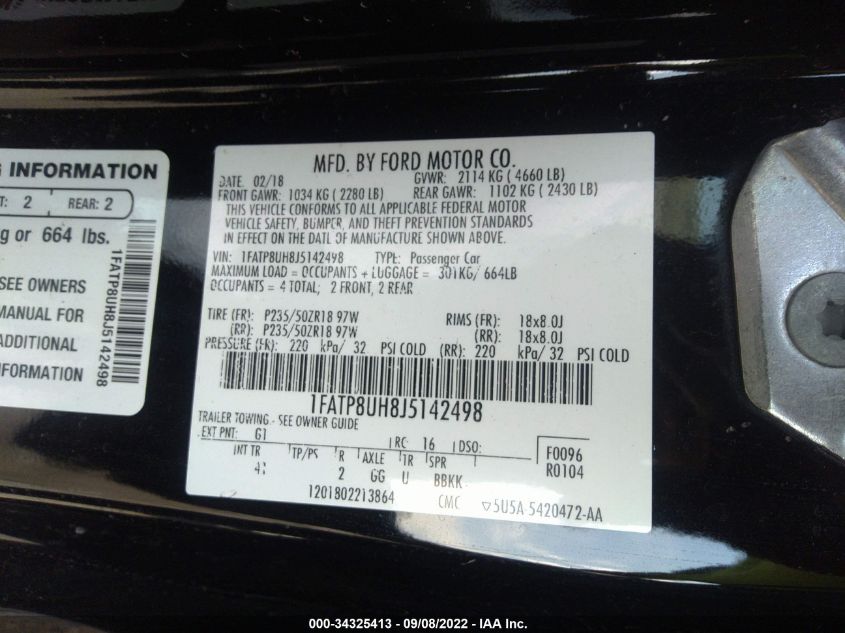 G INFORMATION
T: 2 REAR: 2
g or 664 lbs.
SEE OWNERS
MANUAL FOR
ADDITIONAL
INFORMATION
1FATP8UH8J5142498
MFD. BY FORD MOTOR CO.
DATE: 02/18 GVWR: 2114 KG ( 4660 LB)
FRONT GAWR: 1034 KG ( 2280 LB) REAR GAWR: 1102 KG ( 2430 LB)
THIS VEHICLE CONFORMS TO ALL APPLICABLE FEDERAL MOTOR
VEHICLE SAFETY, BUMPER, AND THEFT PREVENTION STANDARDS
IN EFFECT ON THE DATE OF MANUFACTURE SHOWN ABOVE.
VIN: 1FATP8UH8J5142498 TYPE: Passenger Car
MAXIMUM LOAD = OCCUPANTS + LUGGAGE = 301KG/ 664LB
OCCUPANTS = 4 TOTAL; 2 FRONT, 2 REAR
TIRE (FR): P235/50ZR18 97W RIMS (FR): 18x8.0J
(RR): P235/50ZR18 97W (RR): 18x8.0J
PRESSURE (FR): 220 kPa/ 32 PSI COLD (RR): 220 kPa/ 32 PSI COLD
1FATP8UH8J5142498
TRAILER TOWING - SEE OWNER GUIDE
EXT PNT: G1 RC: 16 DSO: F0096
INT TR TP/PS R AXLE TR SPR R0104
2 GG U BBKK
1201802213864 CMC ▽5U5A 5420472-AA
000-34325413 - 09/08/2022 - IAA Inc.